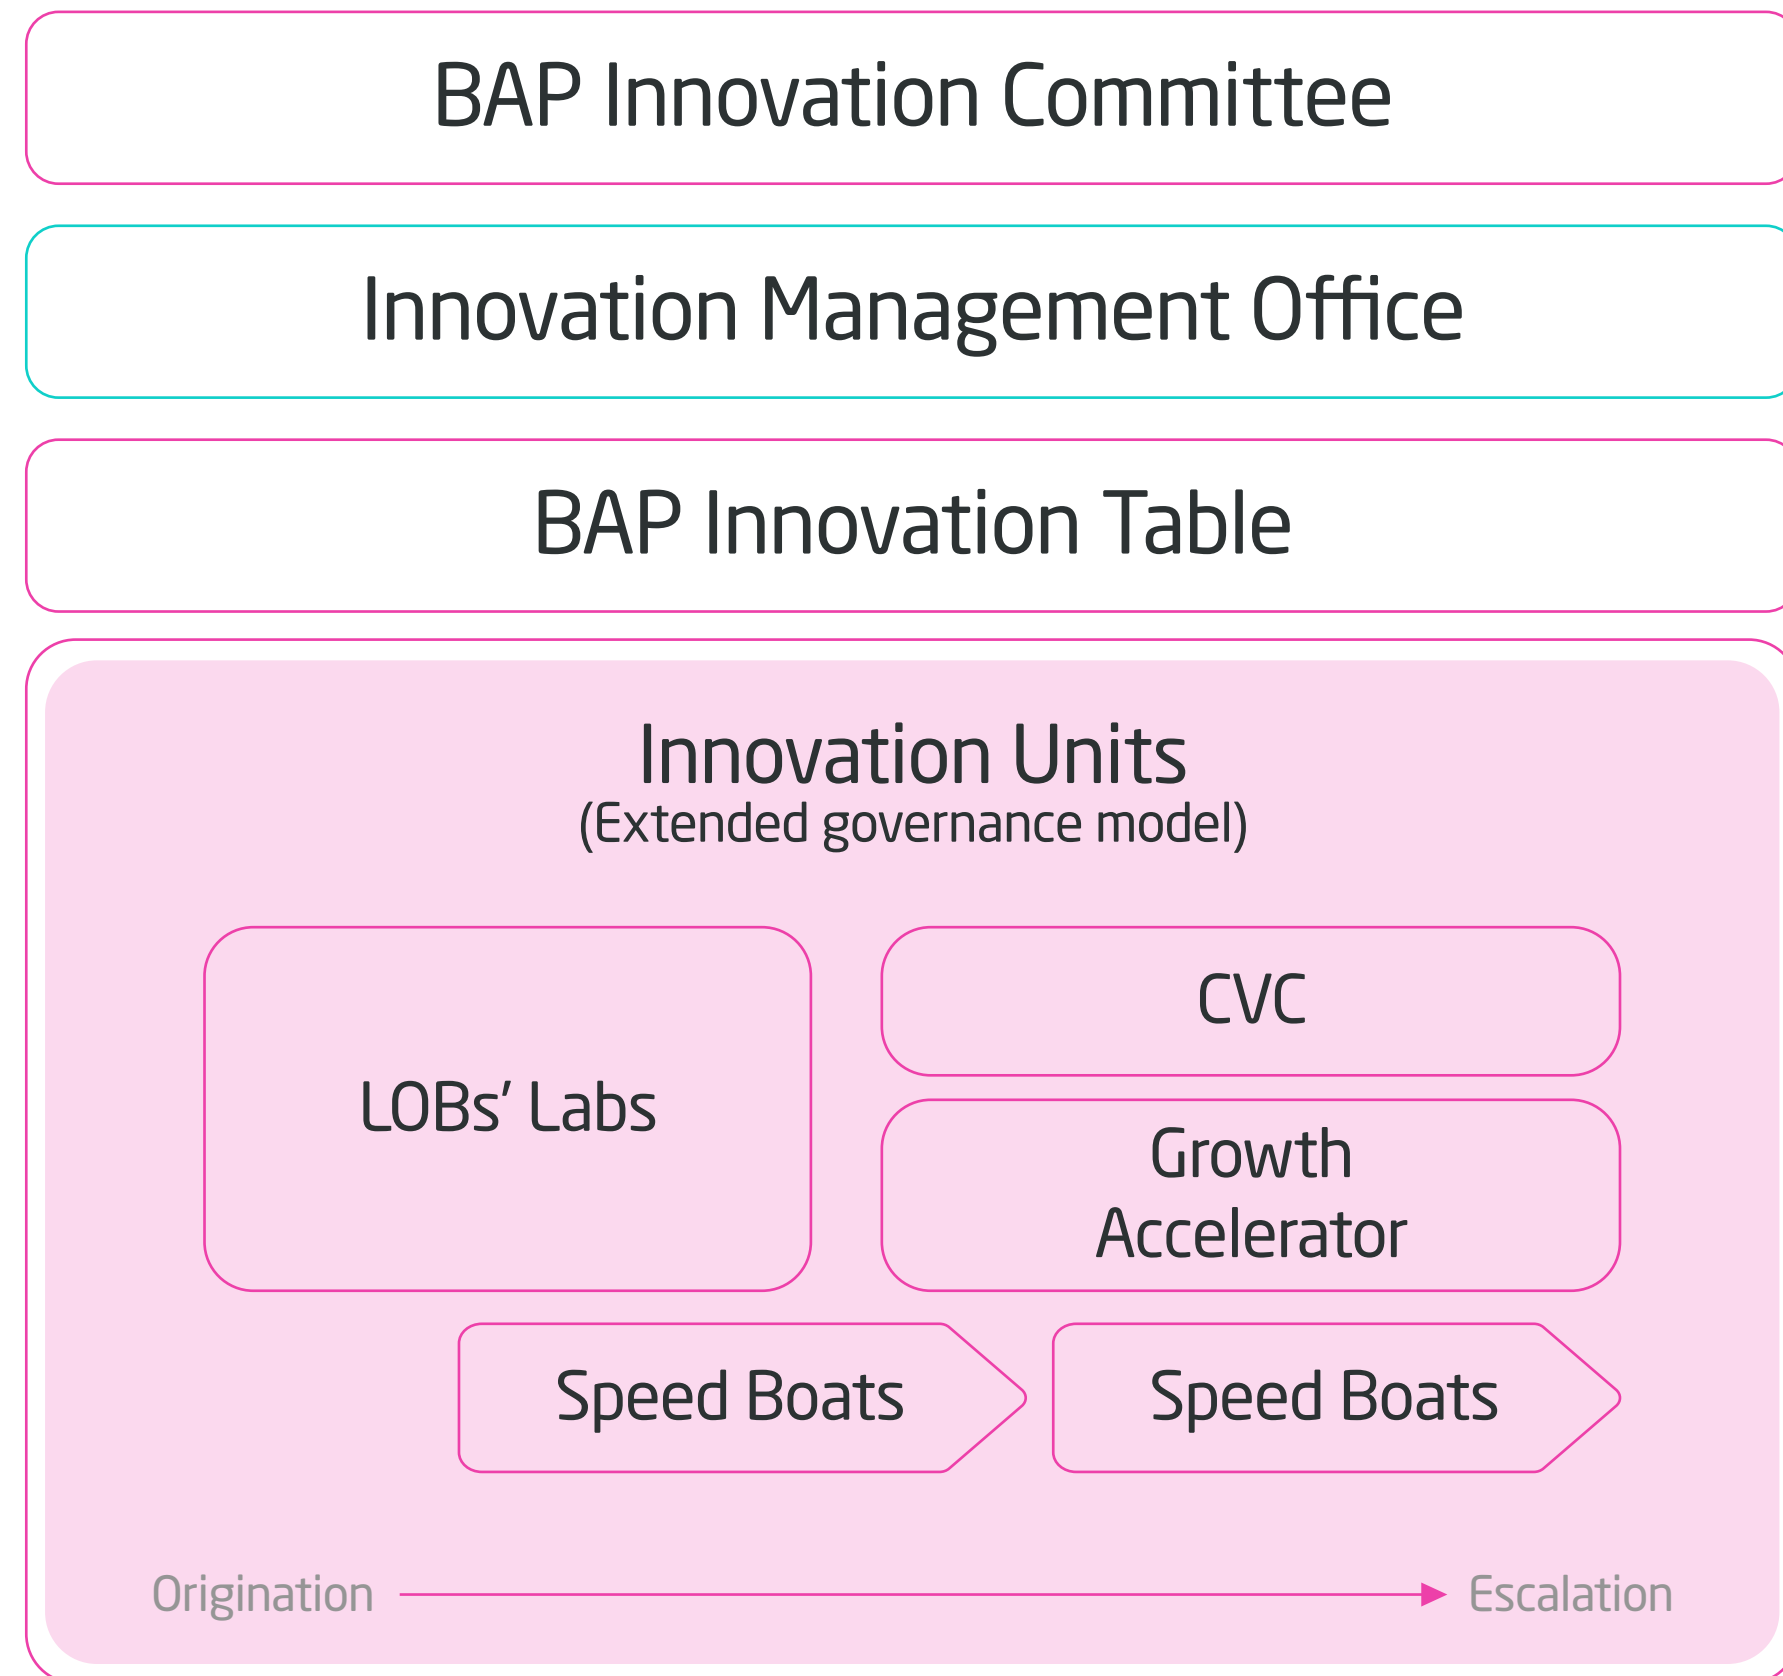 BAP Innovation Committee
Innovation Management Office
BAP Innovation Table
Innovation Units
(Extended governance model)
LOBs’ Labs
CVC
Growth
Accelerator
Speed Boats
Speed Boats
Origination
Escalation